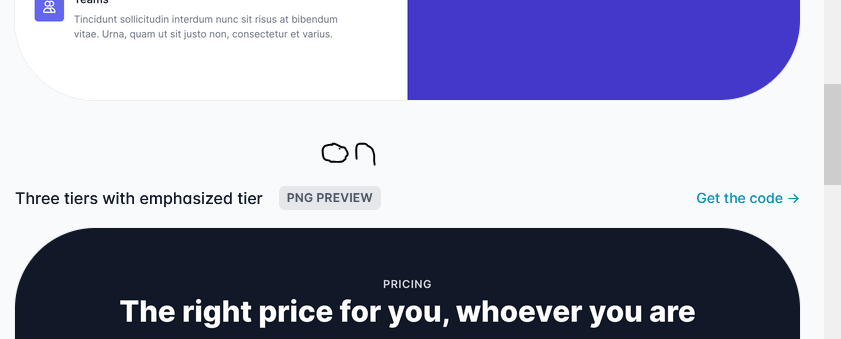 Teams
Tincidunt sollicitudin interdum nunc sit risus at bibendum
vitae. Urna, quam ut sit justo non, consectetur et varius.
on
Three tiers with emphasized tier
PNG PREVIEW
Get the code →
PRICING
The right price for you, whoever you are